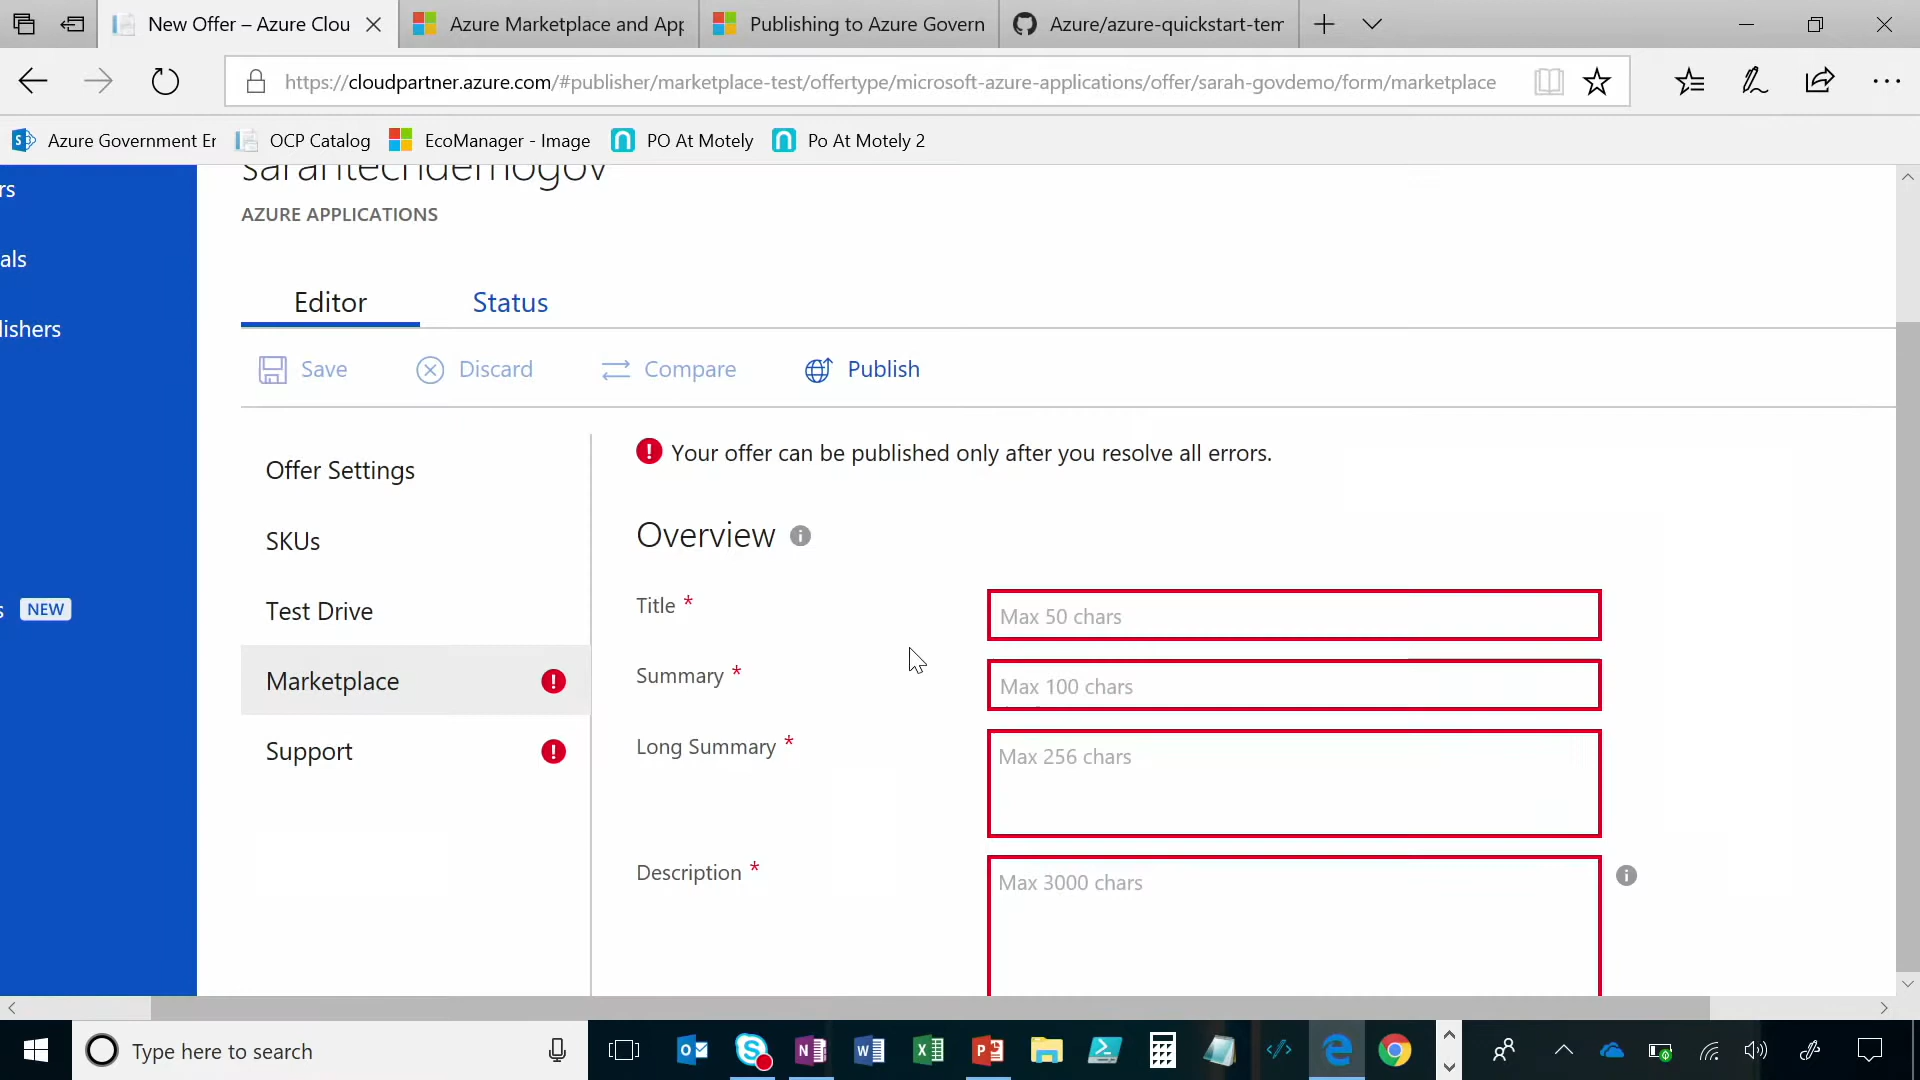 New Offer – Azure Clou
Azure Marketplace and App
Publishing to Azure Govern
Azure/azure-quickstart-tem
https://cloudpartner.azure.com/#publisher/marketplace-test/offertype/microsoft-azure-applications/offer/sarah-govdemo/form/marketplace
Azure Government Er
OCP Catalog
EcoManager - Image
PO At Motely
Po At Motely 2
rs
als
lishers
s NEW
sarahtechdemogov
AZURE APPLICATIONS
Editor
Status
Save
Discard
Compare
Publish
Offer Settings
SKUs
Test Drive
Marketplace
Support
Your offer can be published only after you resolve all errors.
Overview
Title *
Max 50 chars
Summary *
Max 100 chars
Long Summary *
Max 256 chars
Description *
Max 3000 chars
Type here to search